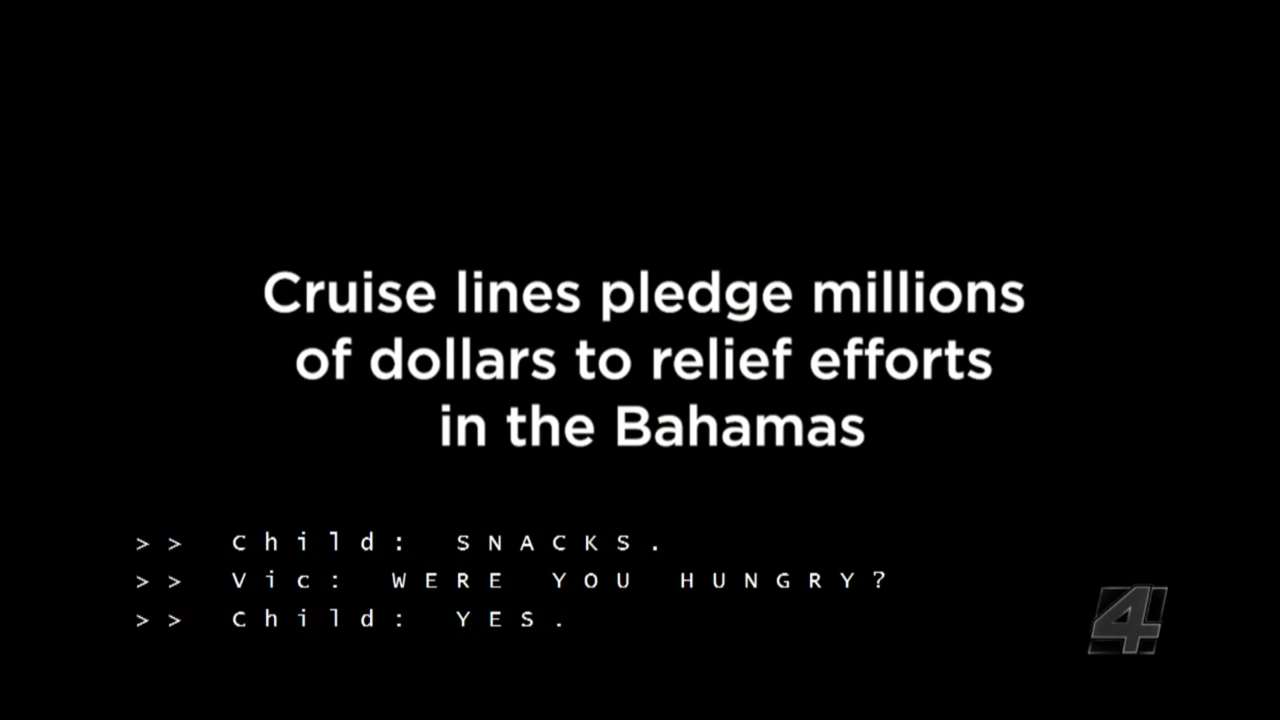 Cruise lines pledge millions
of dollars to relief efforts
in the Bahamas
>> Child: SNACKS.
>> Vic: WERE YOU HUNGRY?
>> Child: YES.
4